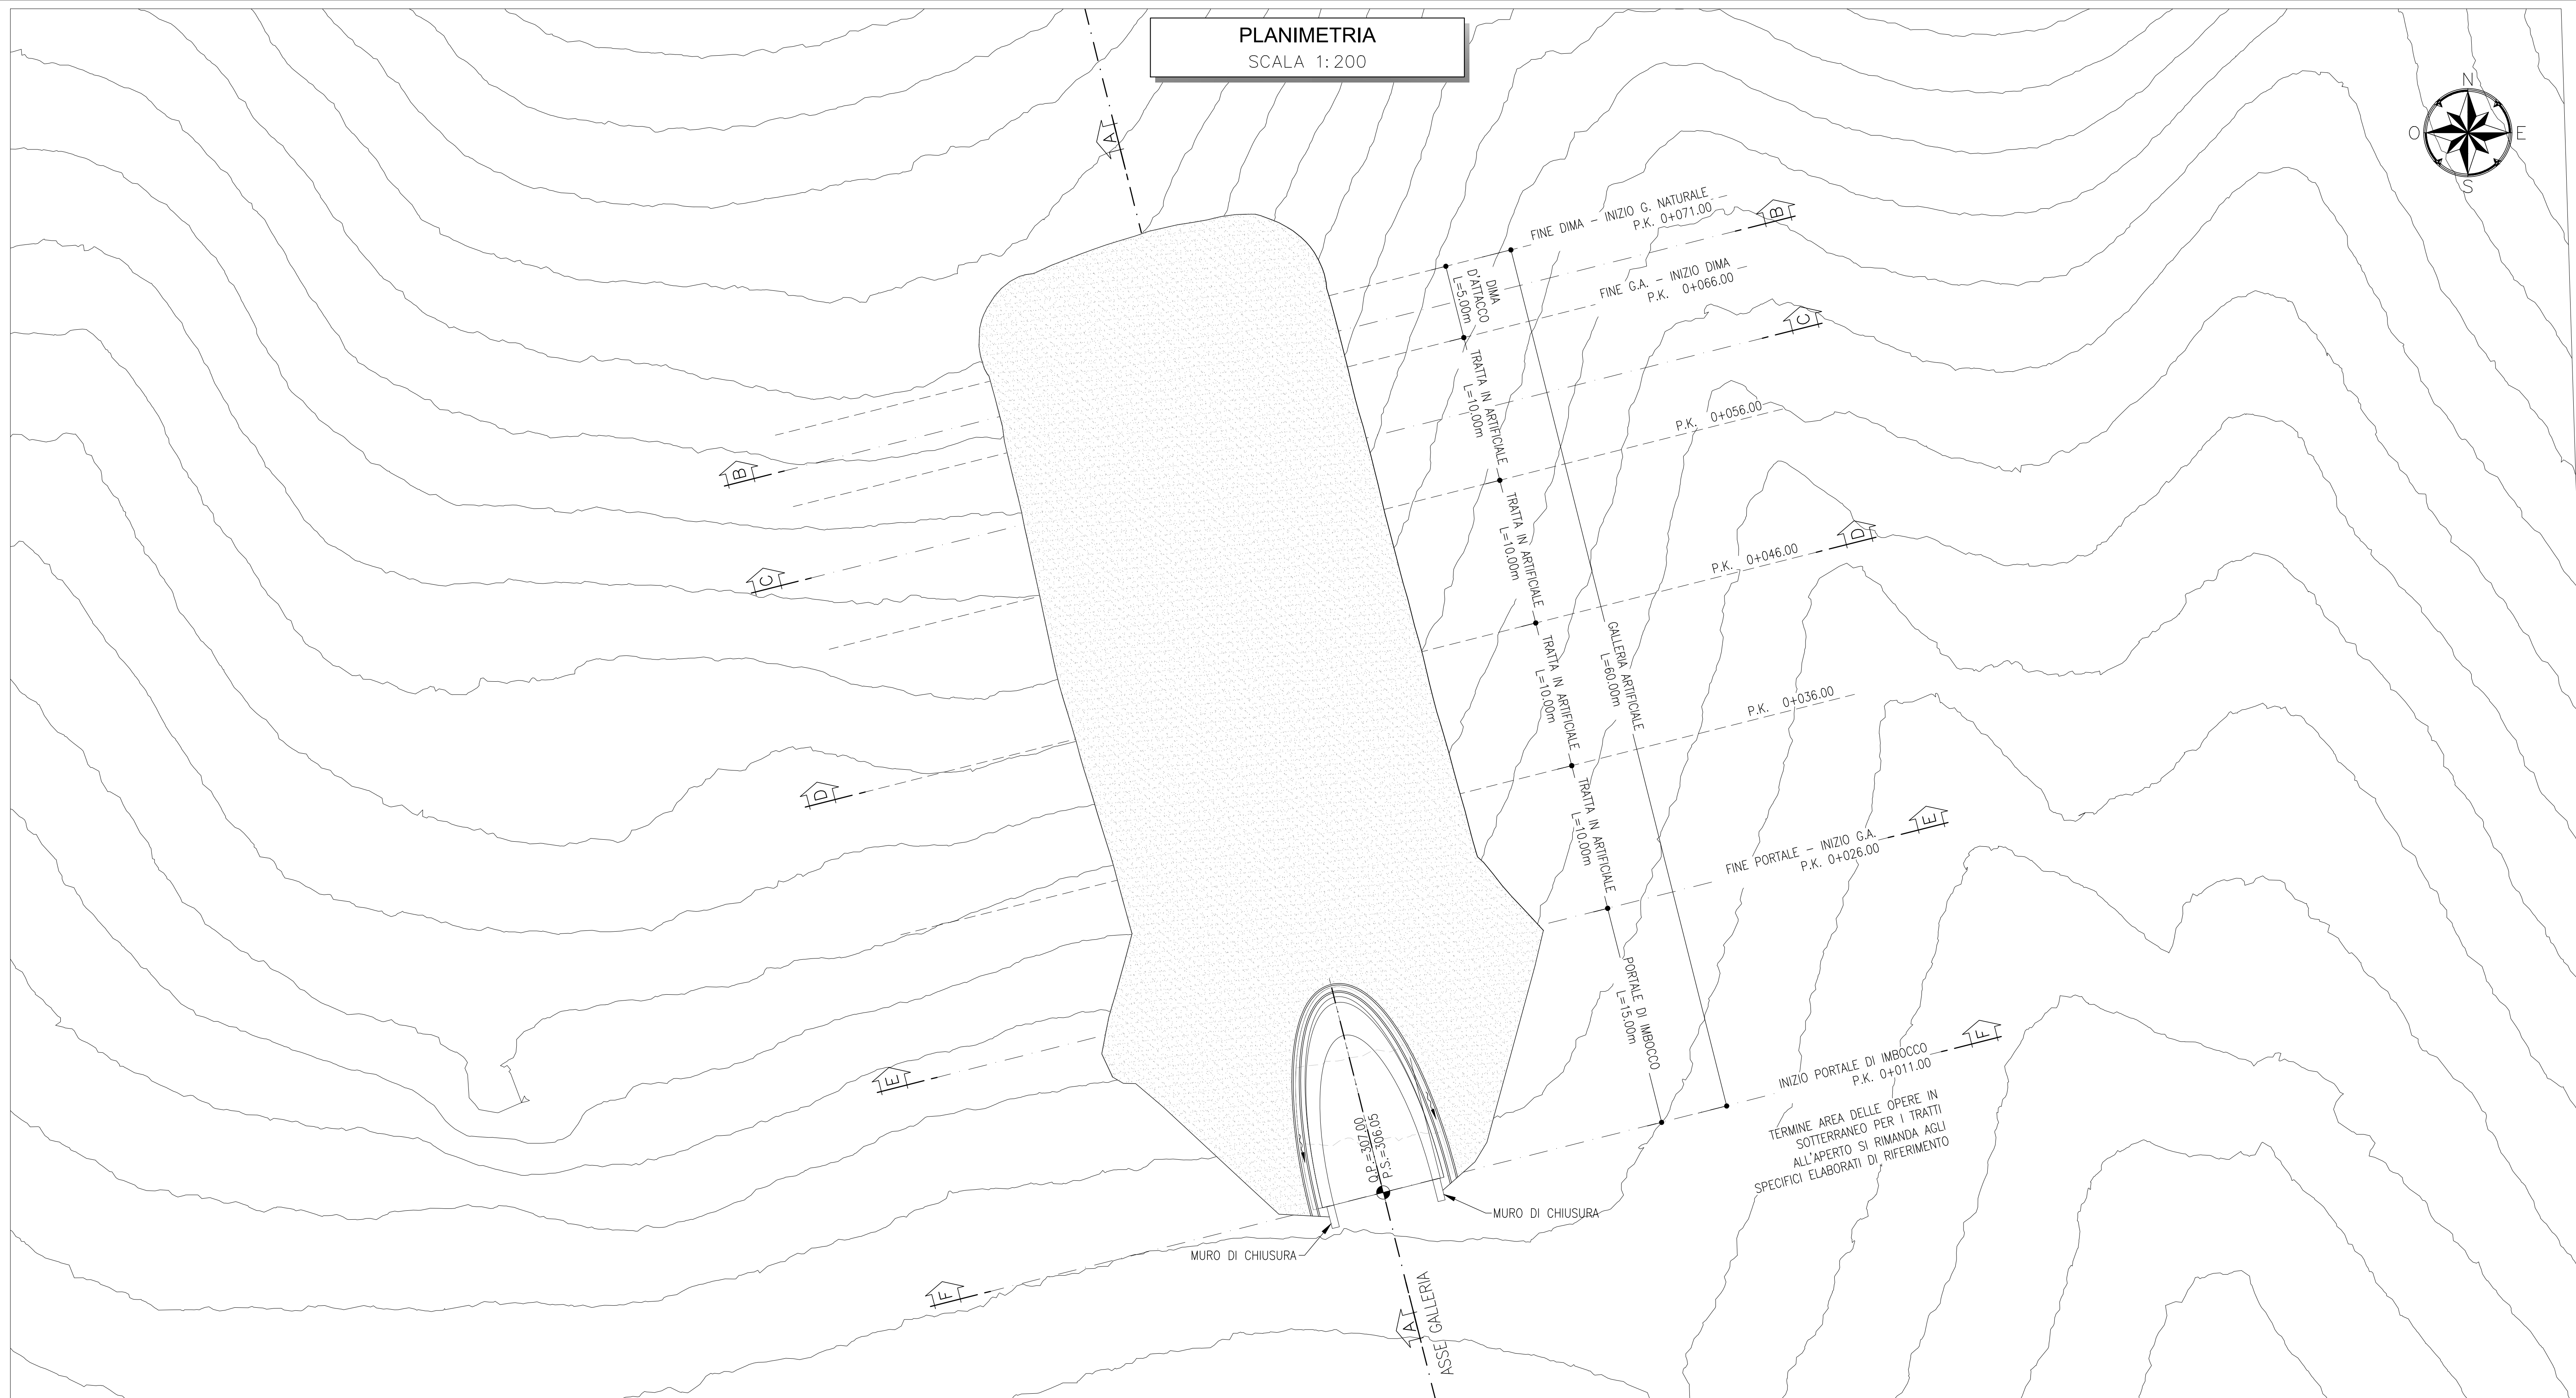 PLANIMETRIA
SCALA 1:200
N
O
E
S
A
FINE DIMA - INIZIO G. NATURALE
P.K. 0+071.00
B
DIMA
D'ATTACCO
L=5.00m
FINE G.A. - INIZIO DIMA
P.K. 0+066.00
C
TRATTA IN ARTIFICIALE
L=10.00m
P.K. 0+056.00
B
TRATTA IN ARTIFICIALE
L=10.00m
P.K. 0+046.00
D
C
TRATTA IN ARTIFICIALE
L=10.00m
GALLERIA ARTIFICIALE
L=60.00m
P.K. 0+036.00
D
TRATTA IN ARTIFICIALE
L=10.00m
FINE PORTALE - INIZIO G.A.
P.K. 0+026.00
E
PORTALE DI IMBOCCO
L=15.00m
E
INIZIO PORTALE DI IMBOCCO
P.K. 0+011.00
F
TERMINE AREA DELLE OPERE IN
SOTTERRANEO PER I TRATTI
ALL'APERTO SI RIMANDA AGLI
SPECIFICI ELABORATI DI RIFERIMENTO
Q.P.=307.00
P.S.=306.05
MURO DI CHIUSURA
MURO DI CHIUSURA
F
A
ASSE GALLERIA